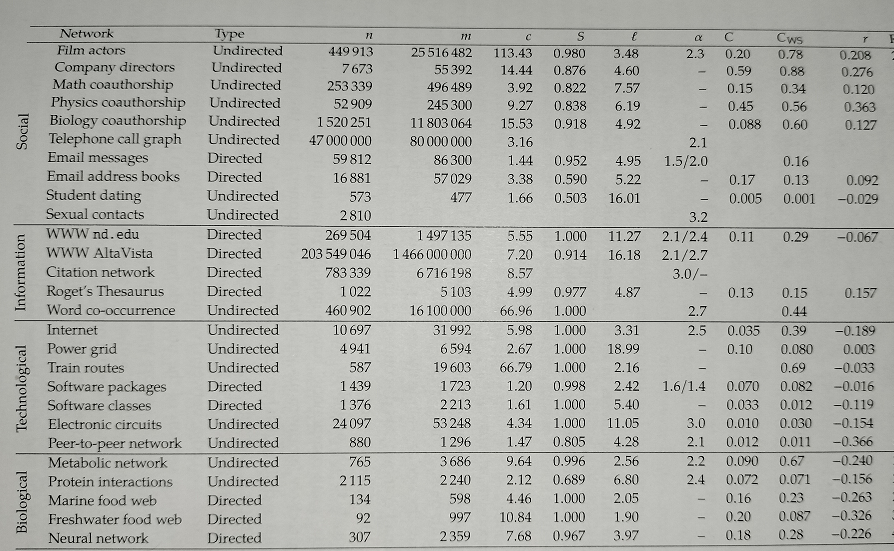 Network Type n m c S ℓ α C C_WS r
Social
Film actors Undirected 449 913 25 516 482 113.43 0.980 3.48 2.3 0.20 0.78 0.208
Company directors Undirected 7 673 55 392 14.44 0.876 4.60 – 0.59 0.88 0.276
Math coauthorship Undirected 253 339 496 489 3.92 0.822 7.57 – 0.15 0.34 0.120
Physics coauthorship Undirected 52 909 245 300 9.27 0.838 6.19 – 0.45 0.56 0.363
Biology coauthorship Undirected 1 520 251 11 803 064 15.53 0.918 4.92 – 0.088 0.60 0.127
Telephone call graph Undirected 47 000 000 80 000 000 3.16 2.1
Email messages Directed 59 812 86 300 1.44 0.952 4.95 1.5/2.0 0.16
Email address books Directed 16 881 57 029 3.38 0.590 5.22 – 0.17 0.13 0.092
Student dating Undirected 573 477 1.66 0.503 16.01 – 0.005 0.001 −0.029
Sexual contacts Undirected 2 810 3.2
Information
WWW nd.edu Directed 269 504 1 497 135 5.55 1.000 11.27 2.1/2.4 0.11 0.29 −0.067
WWW AltaVista Directed 203 549 046 1 466 000 000 7.20 0.914 16.18 2.1/2.7
Citation network Directed 783 339 6 716 198 8.57 3.0/–
Roget's Thesaurus Directed 1 022 5 103 4.99 0.977 4.87 – 0.13 0.15 0.157
Word co-occurrence Undirected 460 902 16 100 000 66.96 1.000 2.7 0.44
Technological
Internet Undirected 10 697 31 992 5.98 1.000 3.31 2.5 0.035 0.39 −0.189
Power grid Undirected 4 941 6 594 2.67 1.000 18.99 – 0.10 0.080 0.003
Train routes Undirected 587 19 603 66.79 1.000 2.16 – 0.69 −0.033
Software packages Directed 1 439 1 723 1.20 0.998 2.42 1.6/1.4 0.070 0.082 −0.016
Software classes Directed 1 376 2 213 1.61 1.000 5.40 – 0.033 0.012 −0.119
Electronic circuits Undirected 24 097 53 248 4.34 1.000 11.05 3.0 0.010 0.030 −0.154
Peer-to-peer network Undirected 880 1 296 1.47 0.805 4.28 2.1 0.012 0.011 −0.366
Biological
Metabolic network Undirected 765 3 686 9.64 0.996 2.56 2.2 0.090 0.67 −0.240
Protein interactions Undirected 2 115 2 240 2.12 0.689 6.80 2.4 0.072 0.071 −0.156
Marine food web Directed 134 598 4.46 1.000 2.05 – 0.16 0.23 −0.263
Freshwater food web Directed 92 997 10.84 1.000 1.90 – 0.20 0.087 −0.326
Neural network Directed 307 2 359 7.68 0.967 3.97 – 0.18 0.28 −0.226